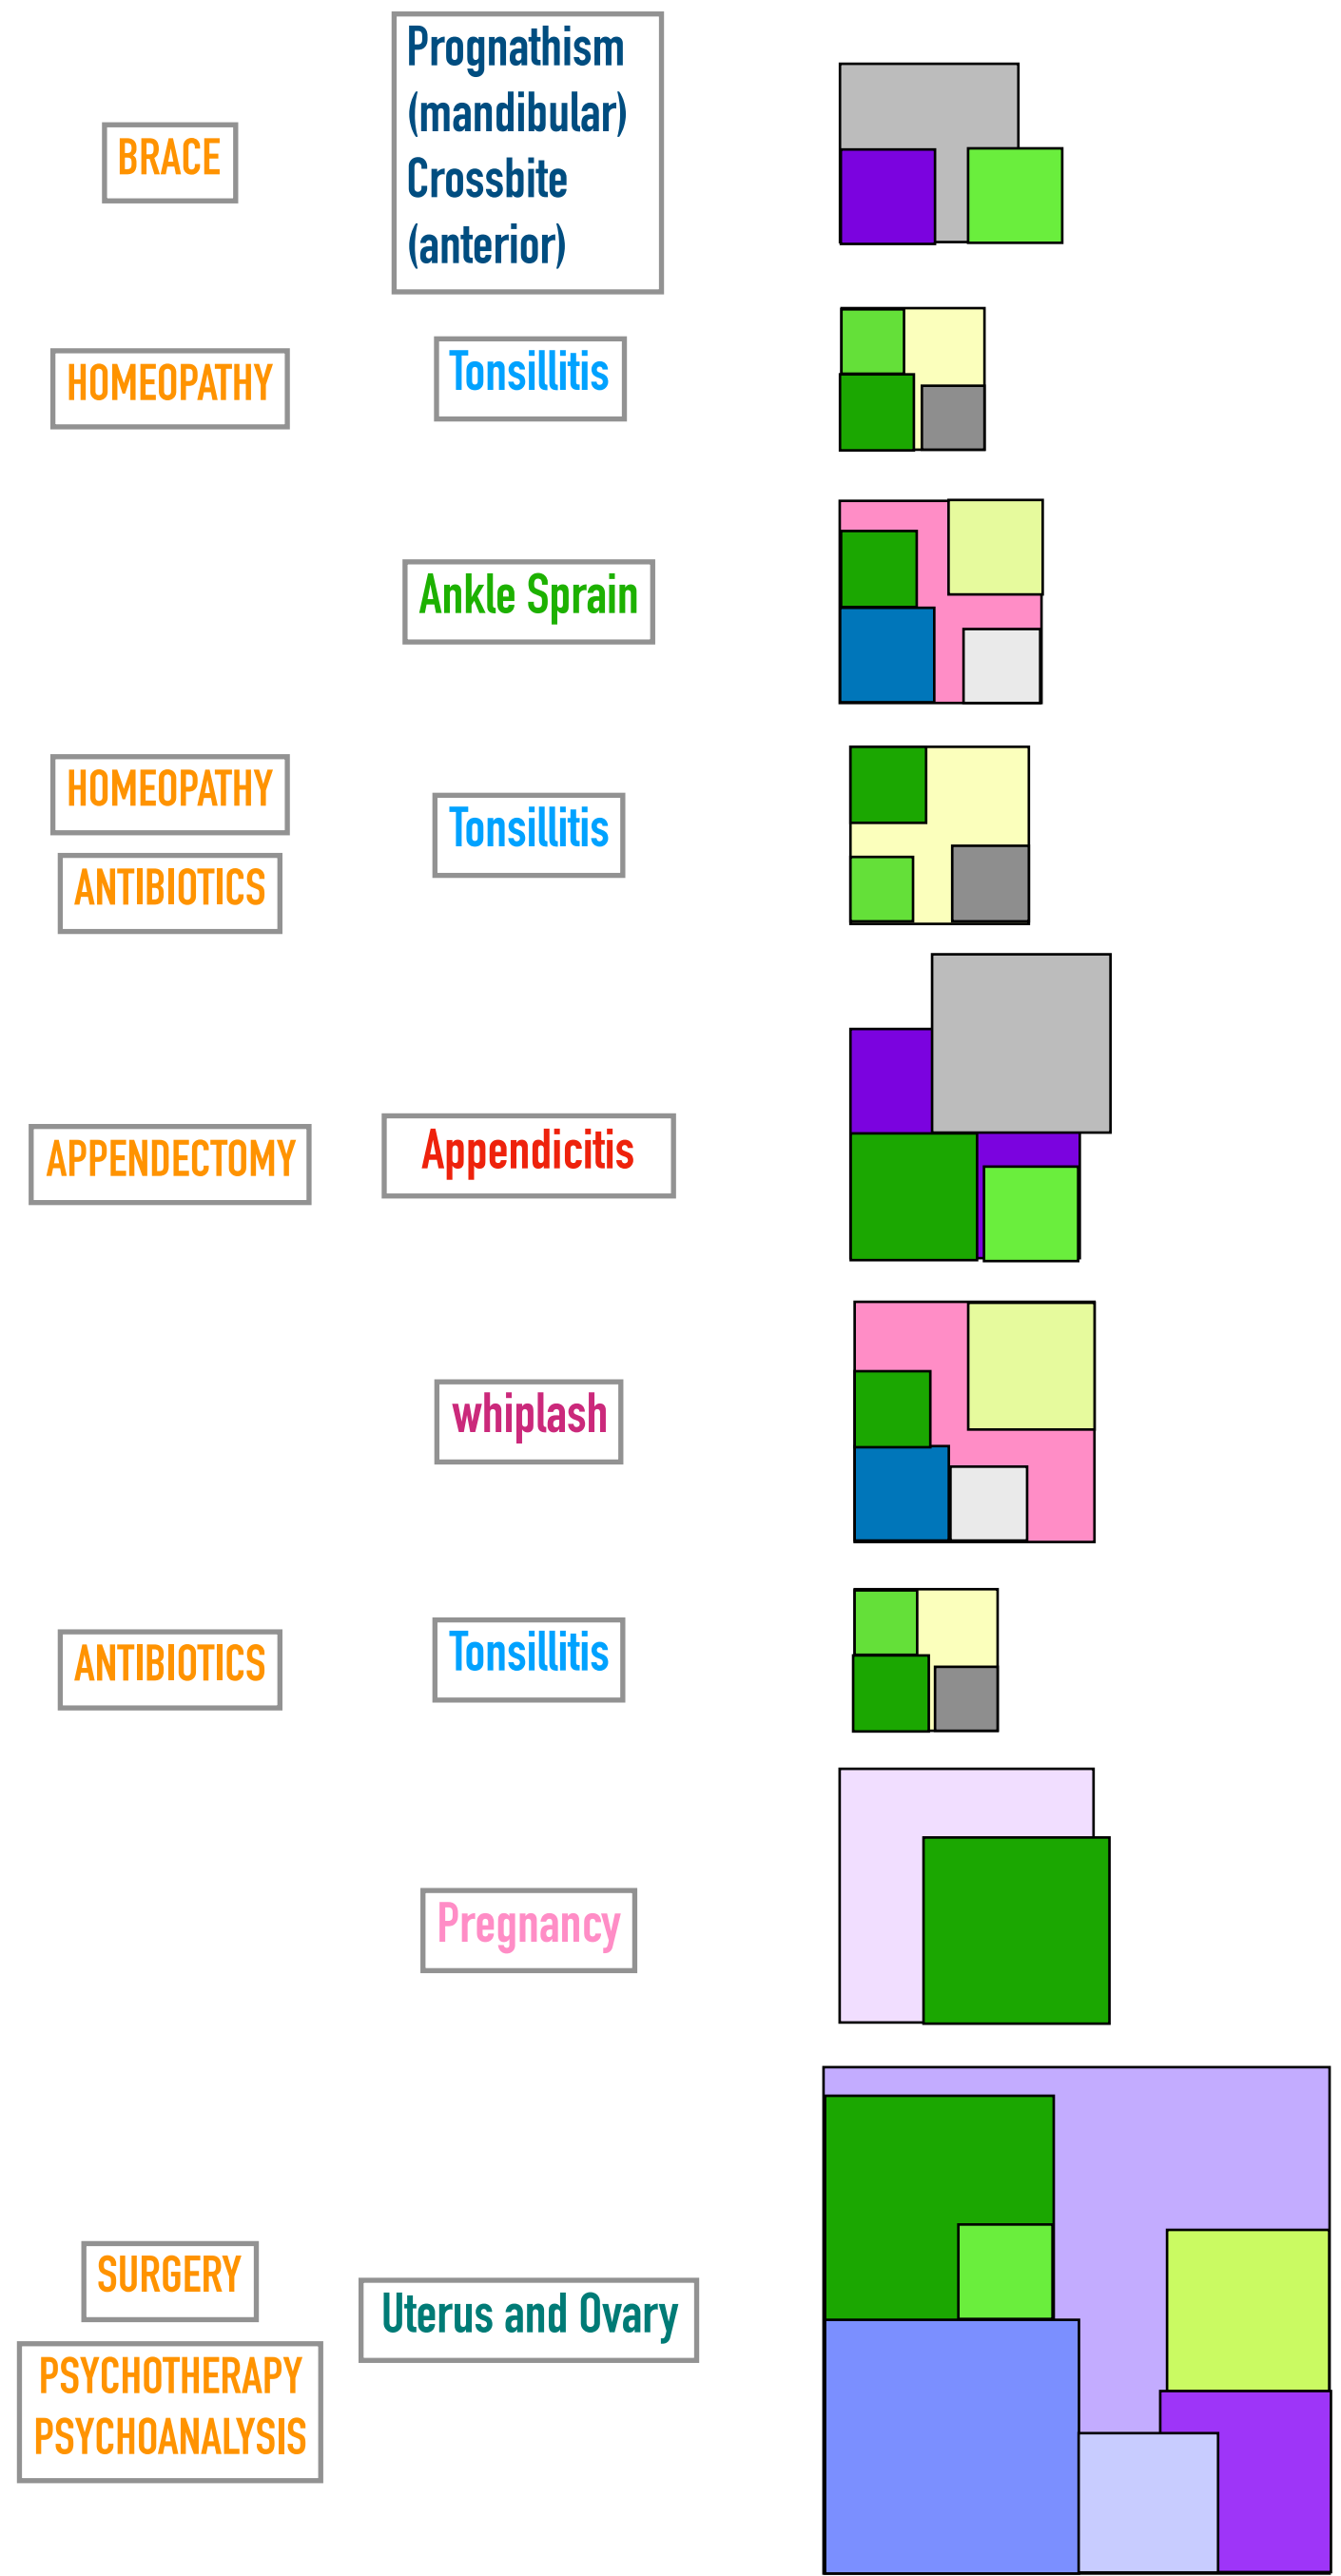 BRACE
Prognathism
(mandibular)
Crossbite
(anterior)
HOMEOPATHY
Tonsillitis
Ankle Sprain
HOMEOPATHY
ANTIBIOTICS
Tonsillitis
APPENDECTOMY
Appendicitis
whiplash
ANTIBIOTICS
Tonsillitis
Pregnancy
SURGERY
PSYCHOTHERAPY
PSYCHOANALYSIS
Uterus and Ovary